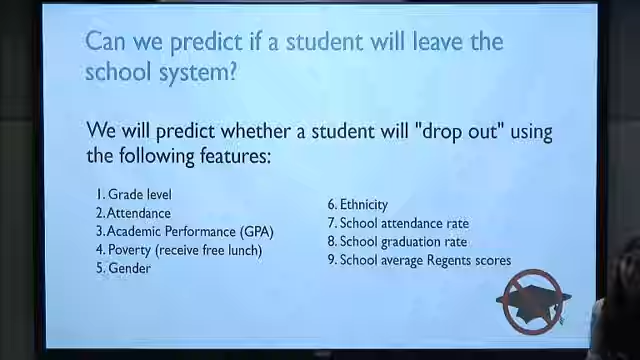 Can we predict if a student will leave the
school system?
We will predict whether a student will "drop out" using
the following features:
1. Grade level
2. Attendance
3. Academic Performance (GPA)
4. Poverty (receive free lunch)
5. Gender
6. Ethnicity
7. School attendance rate
8. School graduation rate
9. School average Regents scores